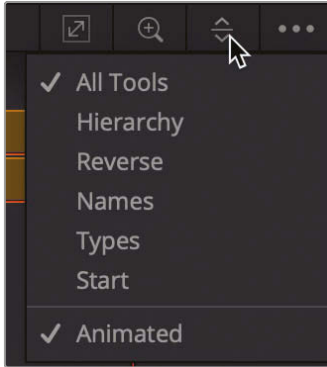 All Tools
Hierarchy
Reverse
Names
Types
Start
Animated